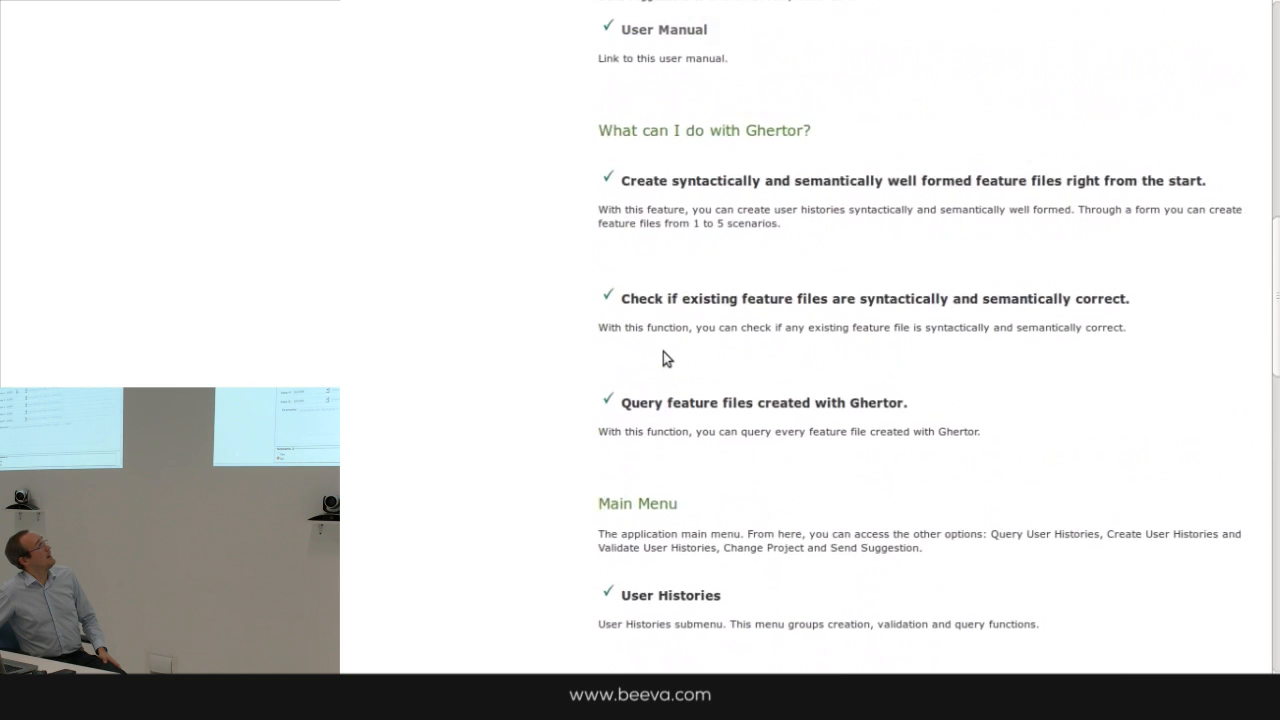 User Manual
Link to this user manual.
What can I do with Ghertor?
Create syntactically and semantically well formed feature files right from the start.
With this feature, you can create user histories syntactically and semantically well formed. Through a form you can create
feature files from 1 to 5 scenarios.
Check if existing feature files are syntactically and semantically correct.
With this function, you can check if any existing feature file is syntactically and semantically correct.
Query feature files created with Ghertor.
With this function, you can query every feature file created with Ghertor.
Main Menu
The application main menu. From here, you can access the other options: Query User Histories, Create User Histories and
Validate User Histories, Change Project and Send Suggestion.
User Histories
User Histories submenu. This menu groups creation, validation and query functions.
www.beeva.com